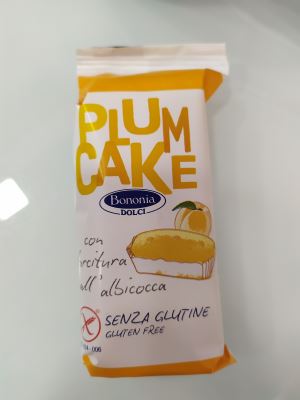 PLUM
CAKE
Bononia
DOLCI
con
farcitura
all'albicocca
SENZA GLUTINE
GLUTEN FREE